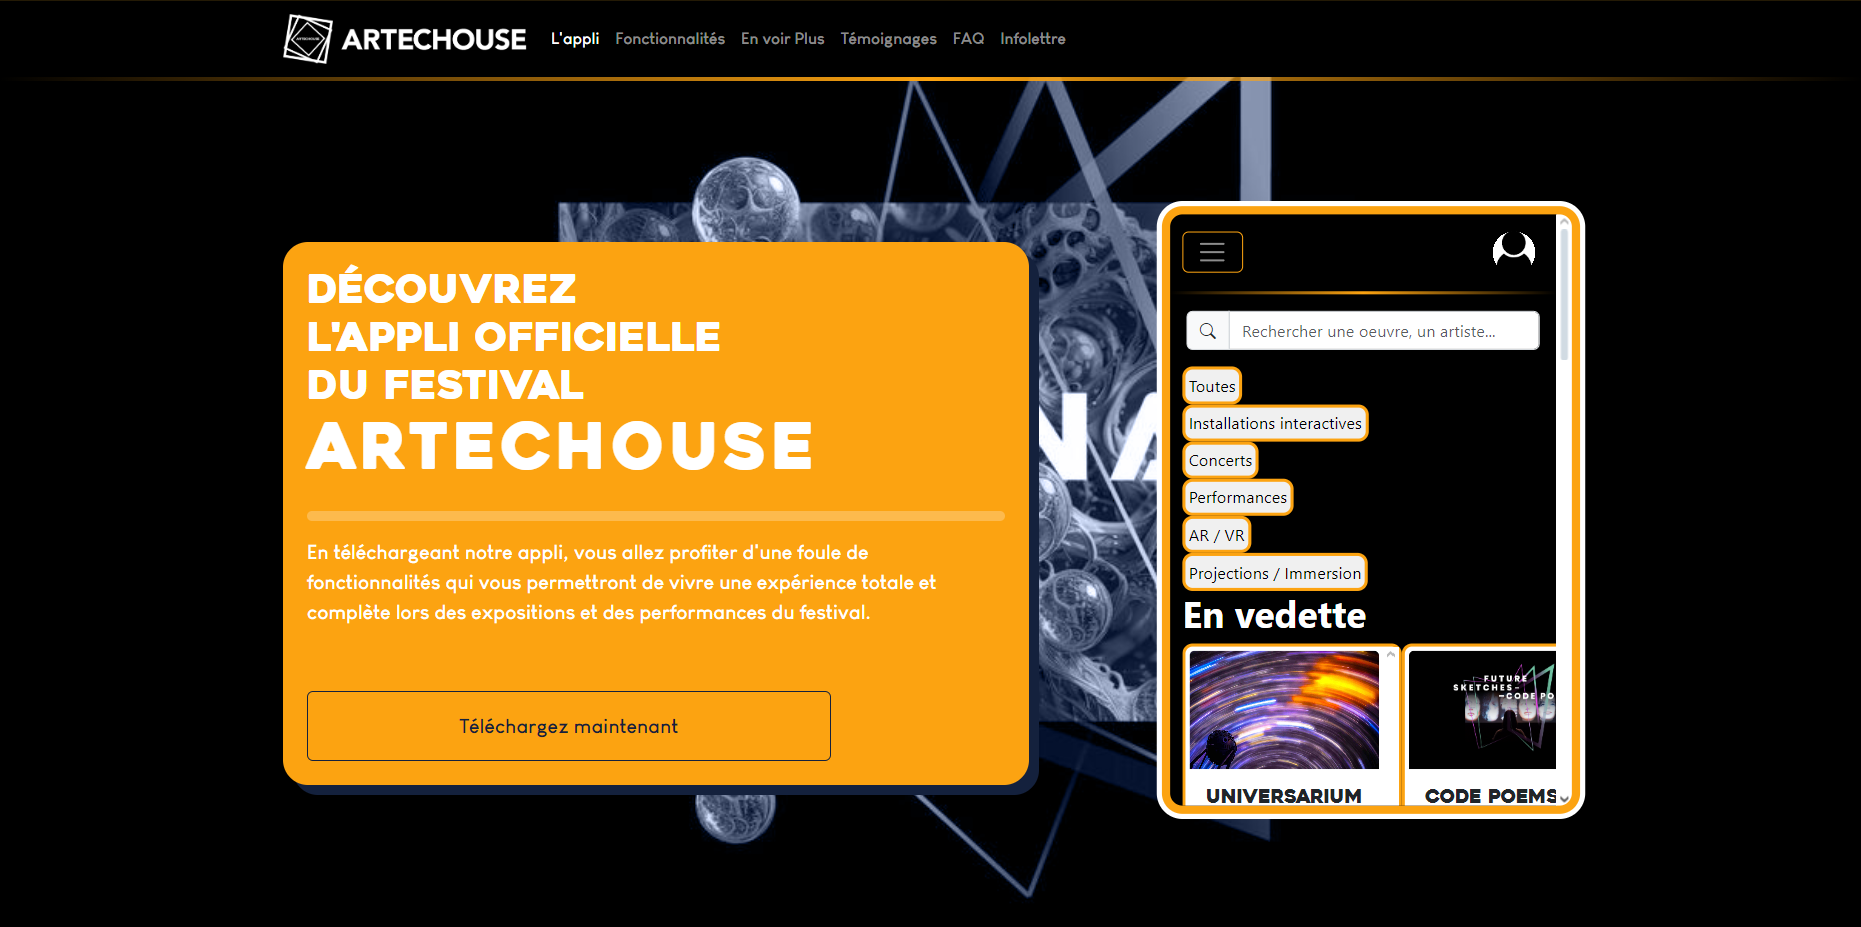 ARTECHOUSE
ARTECHOUSE L'appli Fonctionnalités En voir Plus Témoignages FAQ Infolettre
DÉCOUVREZ
L'APPLI OFFICIELLE
DU FESTIVAL
ARTECHOUSE
En téléchargeant notre appli, vous allez profiter d'une foule de
fonctionnalités qui vous permettront de vivre une expérience totale et
complète lors des expositions et des performances du festival.
Téléchargez maintenant
NA
Rechercher une oeuvre, un artiste...
Toutes
Installations interactives
Concerts
Performances
AR / VR
Projections / Immersion
En vedette
FUTURE
SKETCHES-
-CODE PO
UNIVERSARIUM
CODE POEMS